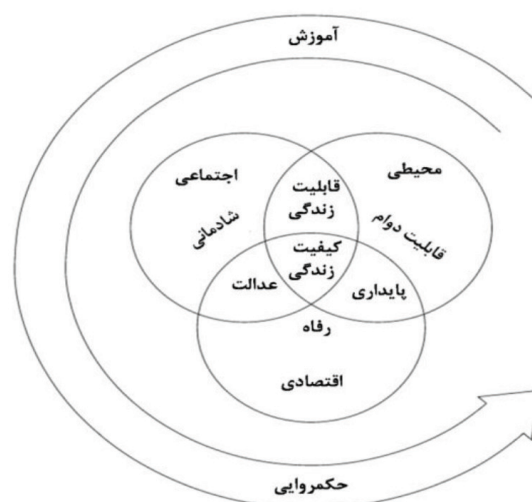 آموزش
محیطی
اجتماعی
قابلیت
زندگی
شادمانی
قابلیت دوام
کیفیت
زندگی
پایداری
عدالت
رفاه
اقتصادی
حکمروایی